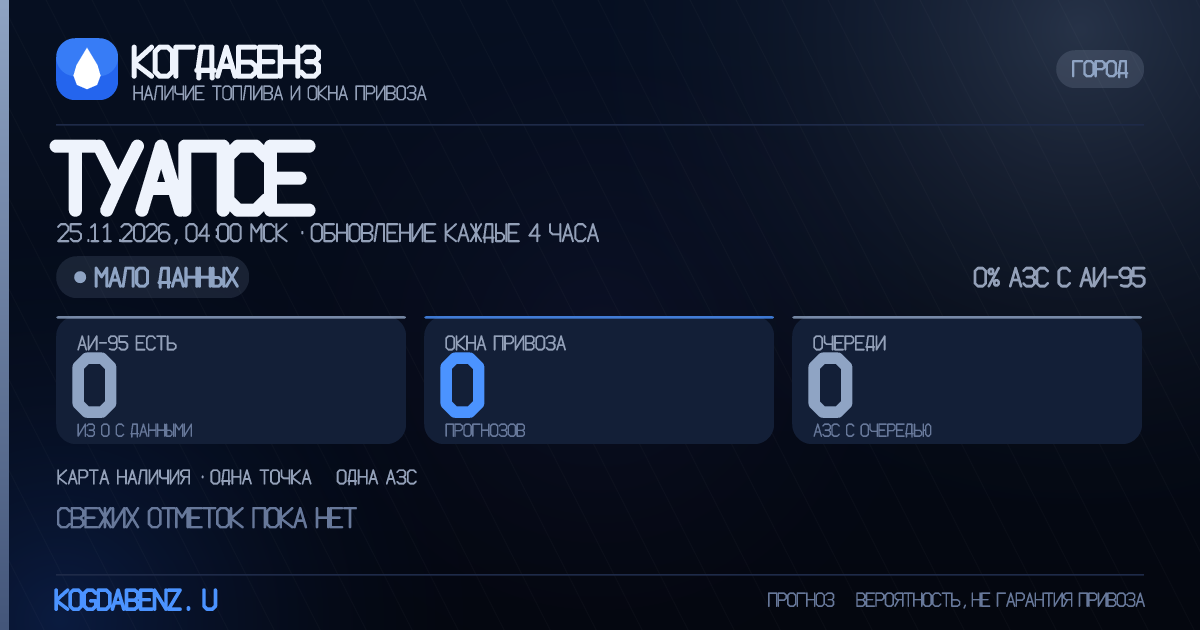 КОГДАБЕНЗ
НАЛИЧИЕ ТОПЛИВА И ОКНА ПРИВОЗА
ГОРОД
ТУАПСЕ
25.11.2026, 04:00 МСК · ОБНОВЛЕНИЕ КАЖДЫЕ 4 ЧАСА
МАЛО ДАННЫХ
0% АЗС С АИ-95
АИ-95 ЕСТЬ
0
ИЗ 0 С ДАННЫМИ
ОКНА ПРИВОЗА
0
ПРОГНОЗОВ
ОЧЕРЕДИ
0
АЗС С ОЧЕРЕДЬЮ
КАРТА НАЛИЧИЯ · ОДНА ТОЧКА ОДНА АЗС
СВЕЖИХ ОТМЕТОК ПОКА НЕТ
KOGDABENZ. U
ПРОГНОЗ ВЕРОЯТНОСТЬ, НЕ ГАРАНТИЯ ПРИВОЗА